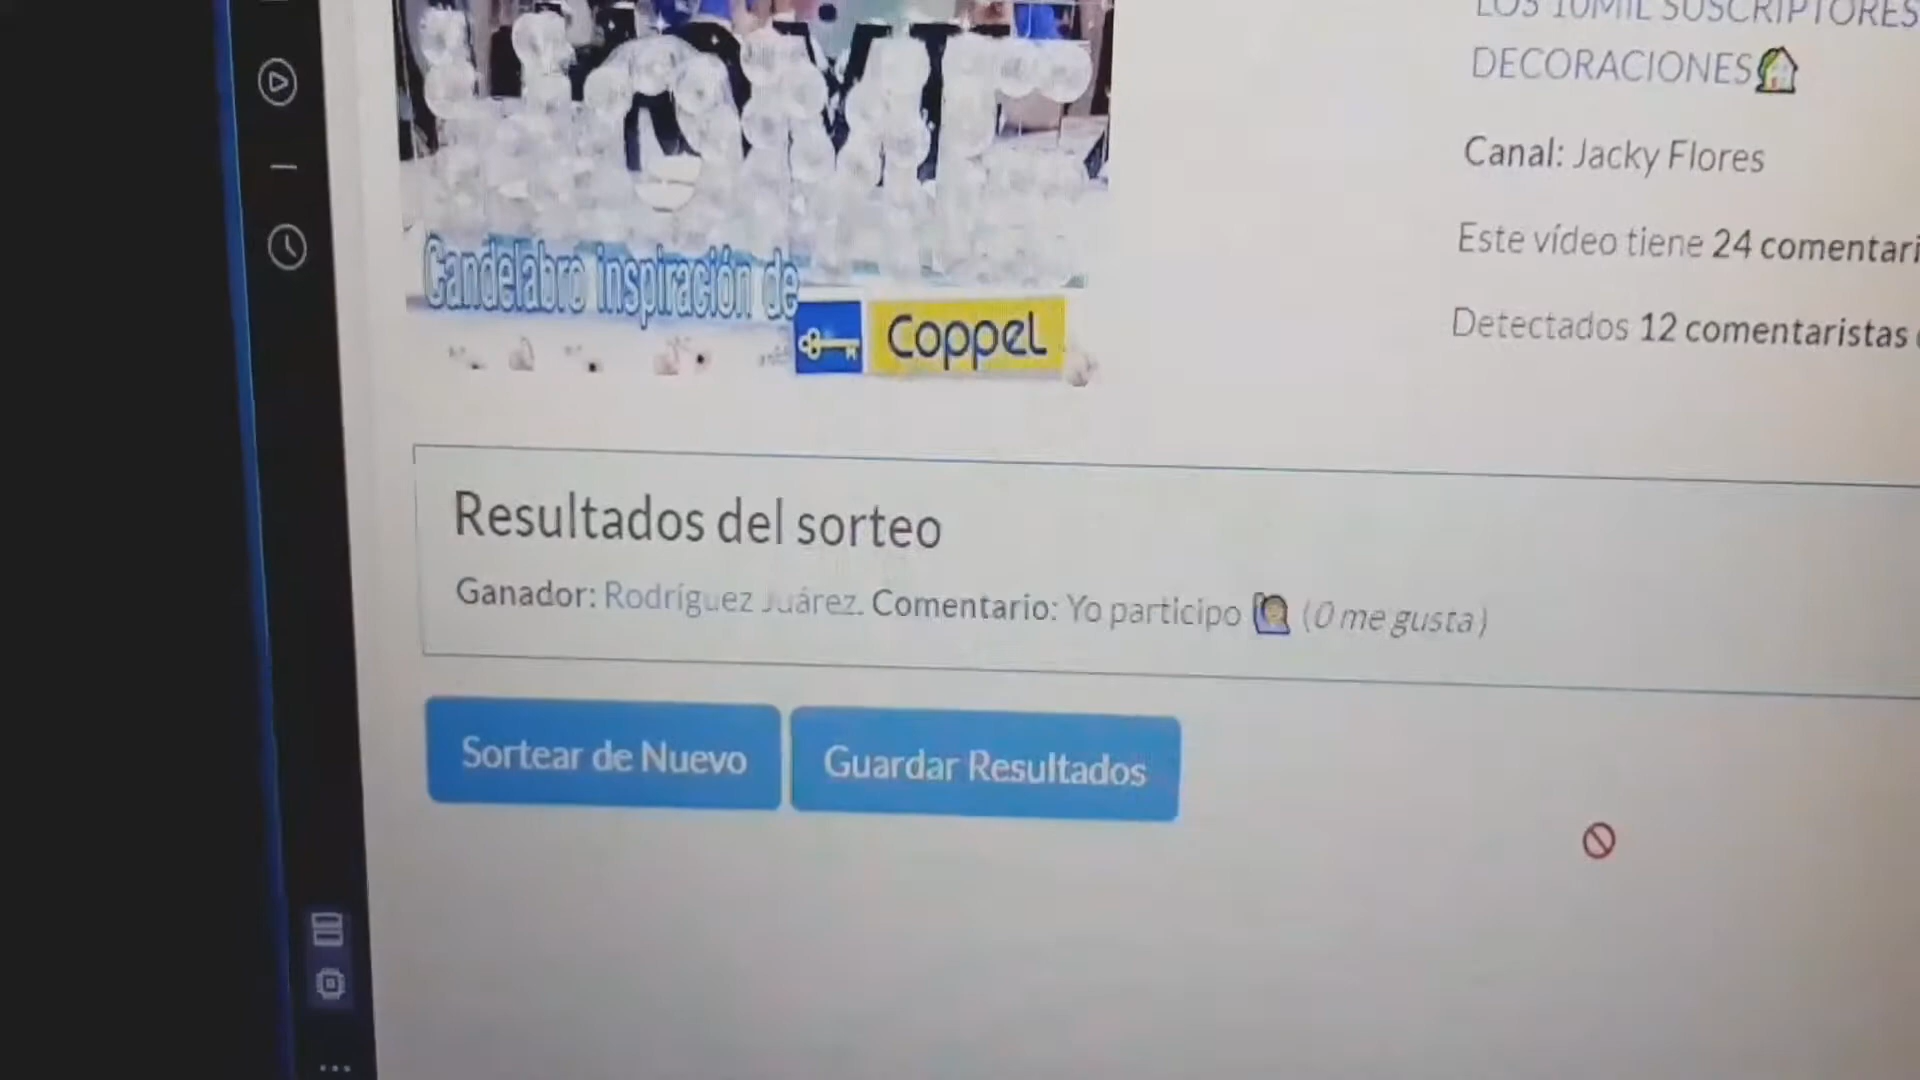 LOS 10MIL SUSCRIPTORES
DECORACIONES
Canal: Jacky Flores
Este vídeo tiene 24 comentari
Detectados 12 comentaristas
HOME
Candelabro inspiración de
Coppel
Resultados del sorteo
Ganador: Rodríguez Juárez. Comentario: Yo participo (0 me gusta)
Sortear de Nuevo
Guardar Resultados